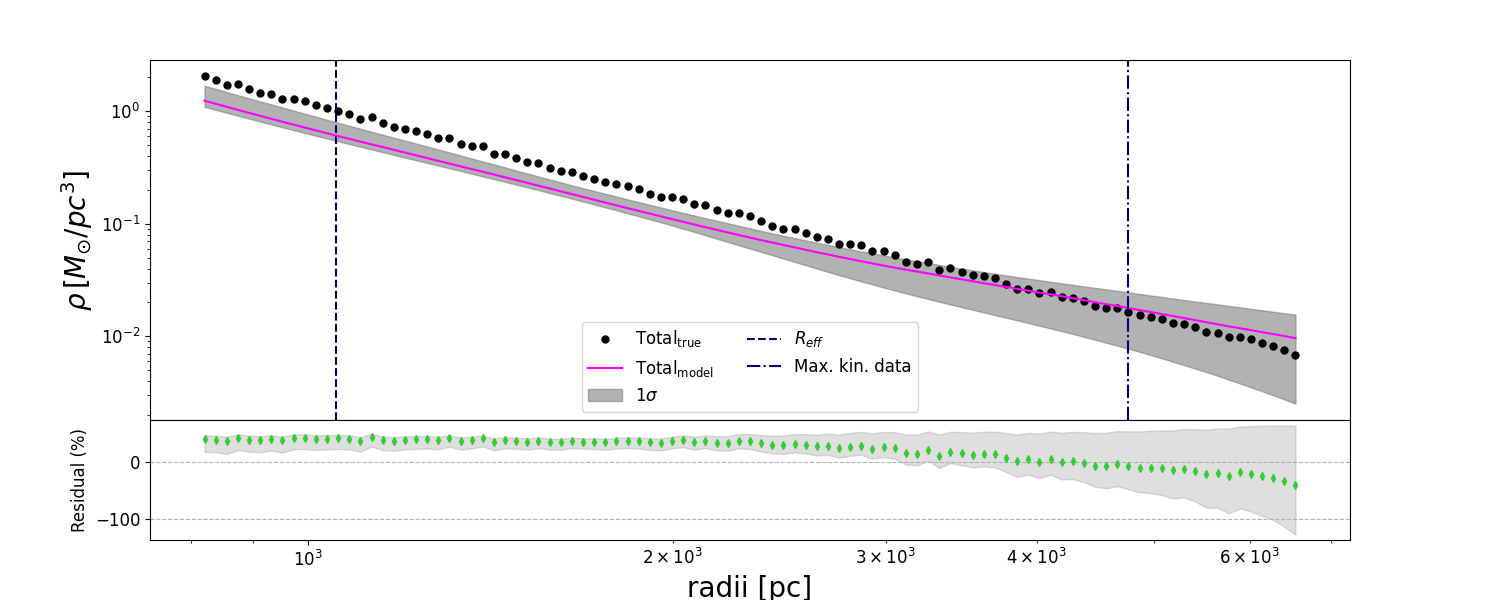 10⁰
10⁻¹
10⁻²
ρ [M⊙/pc³]
Total_true
Total_model
1σ
R_eff
Max. kin. data
0
−100
Residual (%)
10³
2 × 10³
3 × 10³
4 × 10³
6 × 10³
radii [pc]